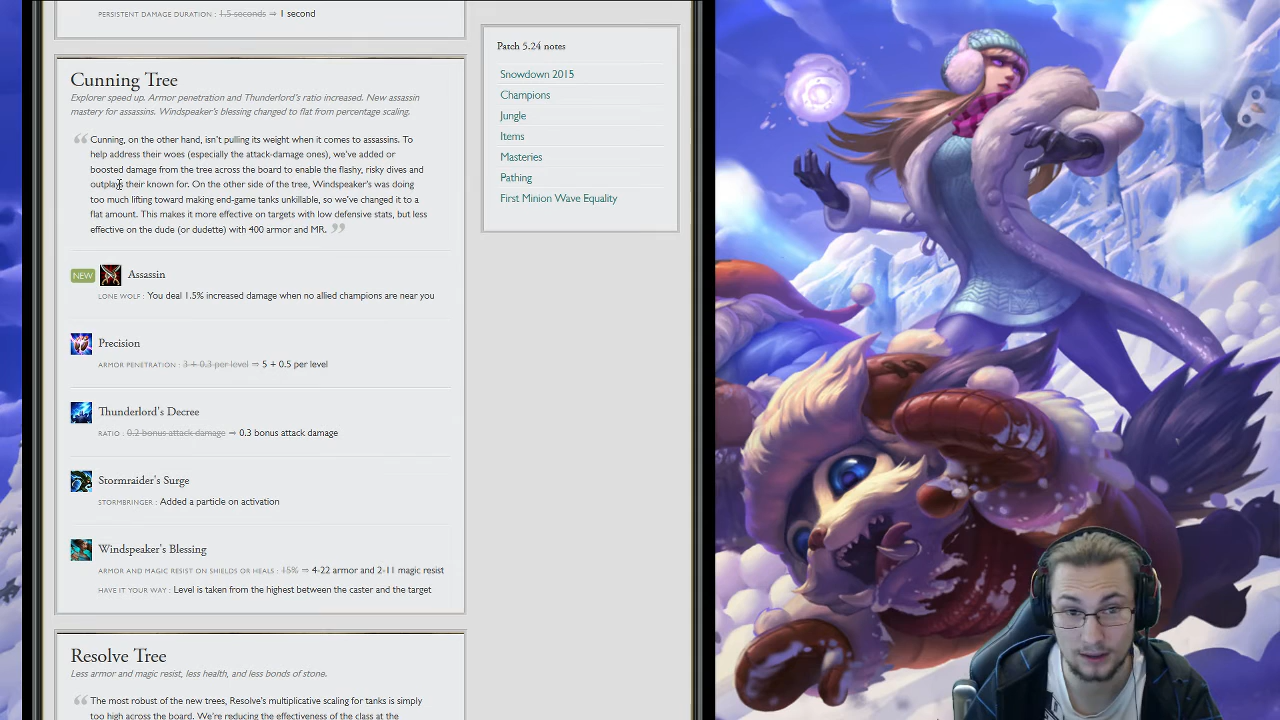 PERSISTENT DAMAGE DURATION : 1.5 seconds ⇒ 1 second
Patch 5.24 notes
Snowdown 2015
Champions
Jungle
Items
Masteries
Pathing
First Minion Wave Equality
Cunning Tree
Explorer sped up. Armor penetration and Thunderlord's ratio increased. New assassin
mastery for assassins. Windspeaker's changed to flat from percentage scaling.
Cunning, on the other hand, isn't pulling its weight when it comes to assassins. To
help address their woes (especially the attack-damage ones), we've added or
boosted damage from the tree across the board to enable the flashy, risky dives and
outplays their known for. On the other side of the tree, Windspeaker's was doing
too much lifting toward making end-game tanks unkillable, so we've changed it to a
flat amount. This makes it more effective on targets with low defensive stats, but less
effective on the dude (or dudette) with 400 armor and MR.
NEW Assassin
LONE WOLF : You deal 1.5% increased damage when no allied champions are near you
Precision
ARMOR PENETRATION : 3 + 0.3 per level ⇒ 5 + 0.5 per level
Thunderlord's Decree
RATIO : 0.2 bonus attack damage ⇒ 0.3 bonus attack damage
Stormraider's Surge
STORMBRINGER : Added a particle on activation
Windspeaker's Blessing
ARMOR AND MAGIC RESIST ON SHIELDS OR HEALS : 15% ⇒ 4-22 armor and 2-11 magic resist
HAVE IT YOUR WAY : Level is taken from the highest between the caster and the target
Resolve Tree
Less armor and magic resist, less health, and less bonds of stone.
The most robust of the new trees, Resolve's multiplicative scaling for tanks is simply
too high across the board. We're reducing the effectiveness of the class at the